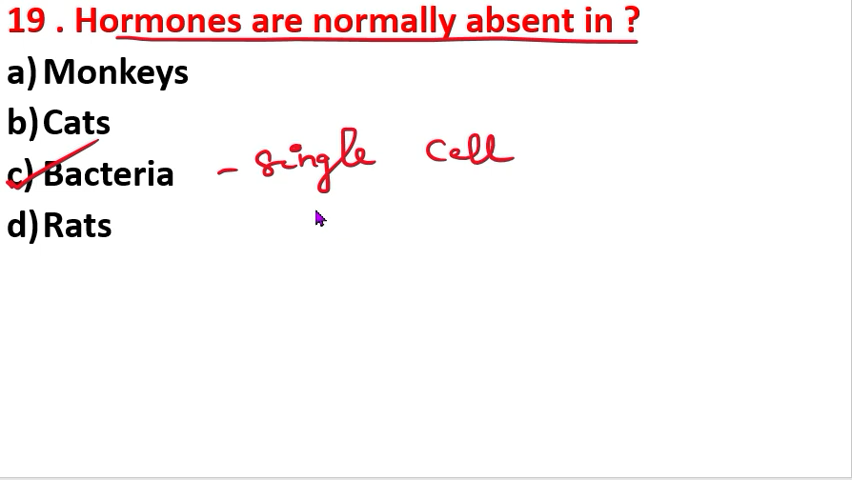 19 . Hormones are normally absent in ?
a) Monkeys
b) Cats
c) Bacteria - single cell
d) Rats